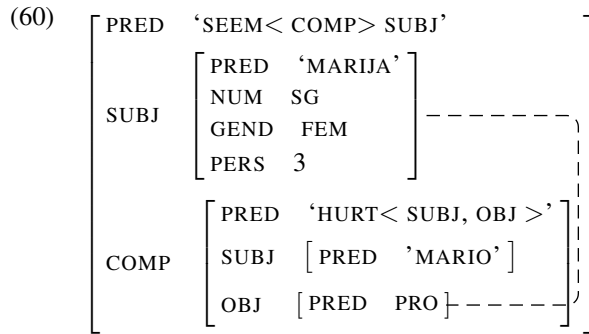 (60)
PRED ‘SEEM< COMP> SUBJ’
PRED ‘MARIJA’
NUM SG
SUBJ
GEND FEM
PERS 3
PRED ‘HURT< SUBJ, OBJ >’
COMP SUBJ [PRED ’MARIO’]
OBJ [PRED PRO]